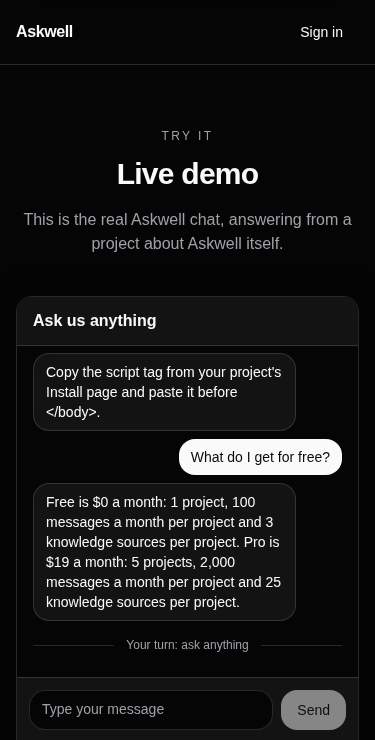 Askwell
Sign in
TRY IT
Live demo
This is the real Askwell chat, answering from a
project about Askwell itself.
Ask us anything
Copy the script tag from your project's
Install page and paste it before
</body>.
What do I get for free?
Free is $0 a month: 1 project, 100
messages a month per project and 3
knowledge sources per project. Pro is
$19 a month: 5 projects, 2,000
messages a month per project and 25
knowledge sources per project.
Your turn: ask anything
Type your message
Send